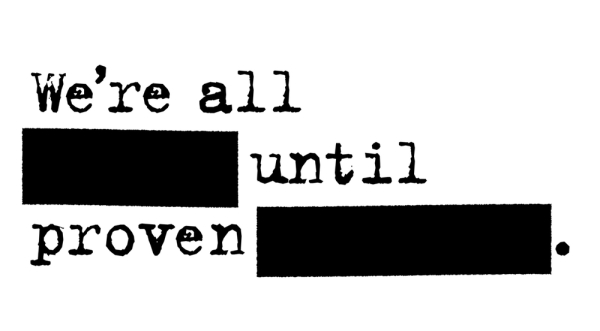 We're all
until
proven .